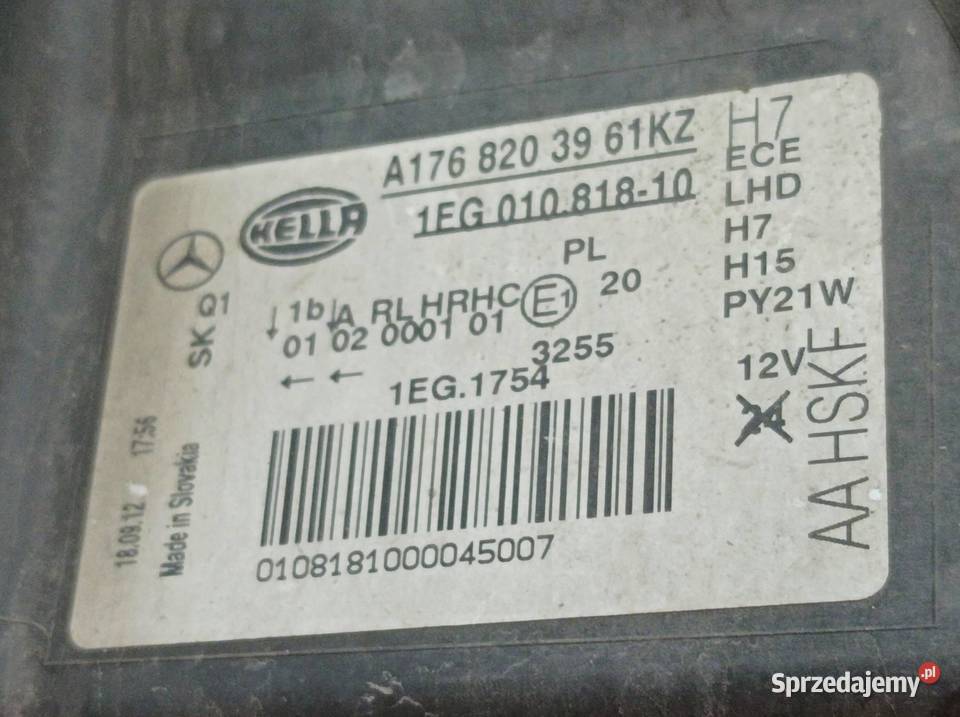 A176 820 39 61KZ
HELLA
1EG 010.818-10
PL
1b A RL HRHC E1 20
01 02 0001 01
3255
1EG.1754
0108181000045007
H7
ECE
LHD
H7
H15
PY21W
12V
24
AA HSKF
SK Q1
18.09.12 17:56
Made in Slovakia
Sprzedajemy.pl